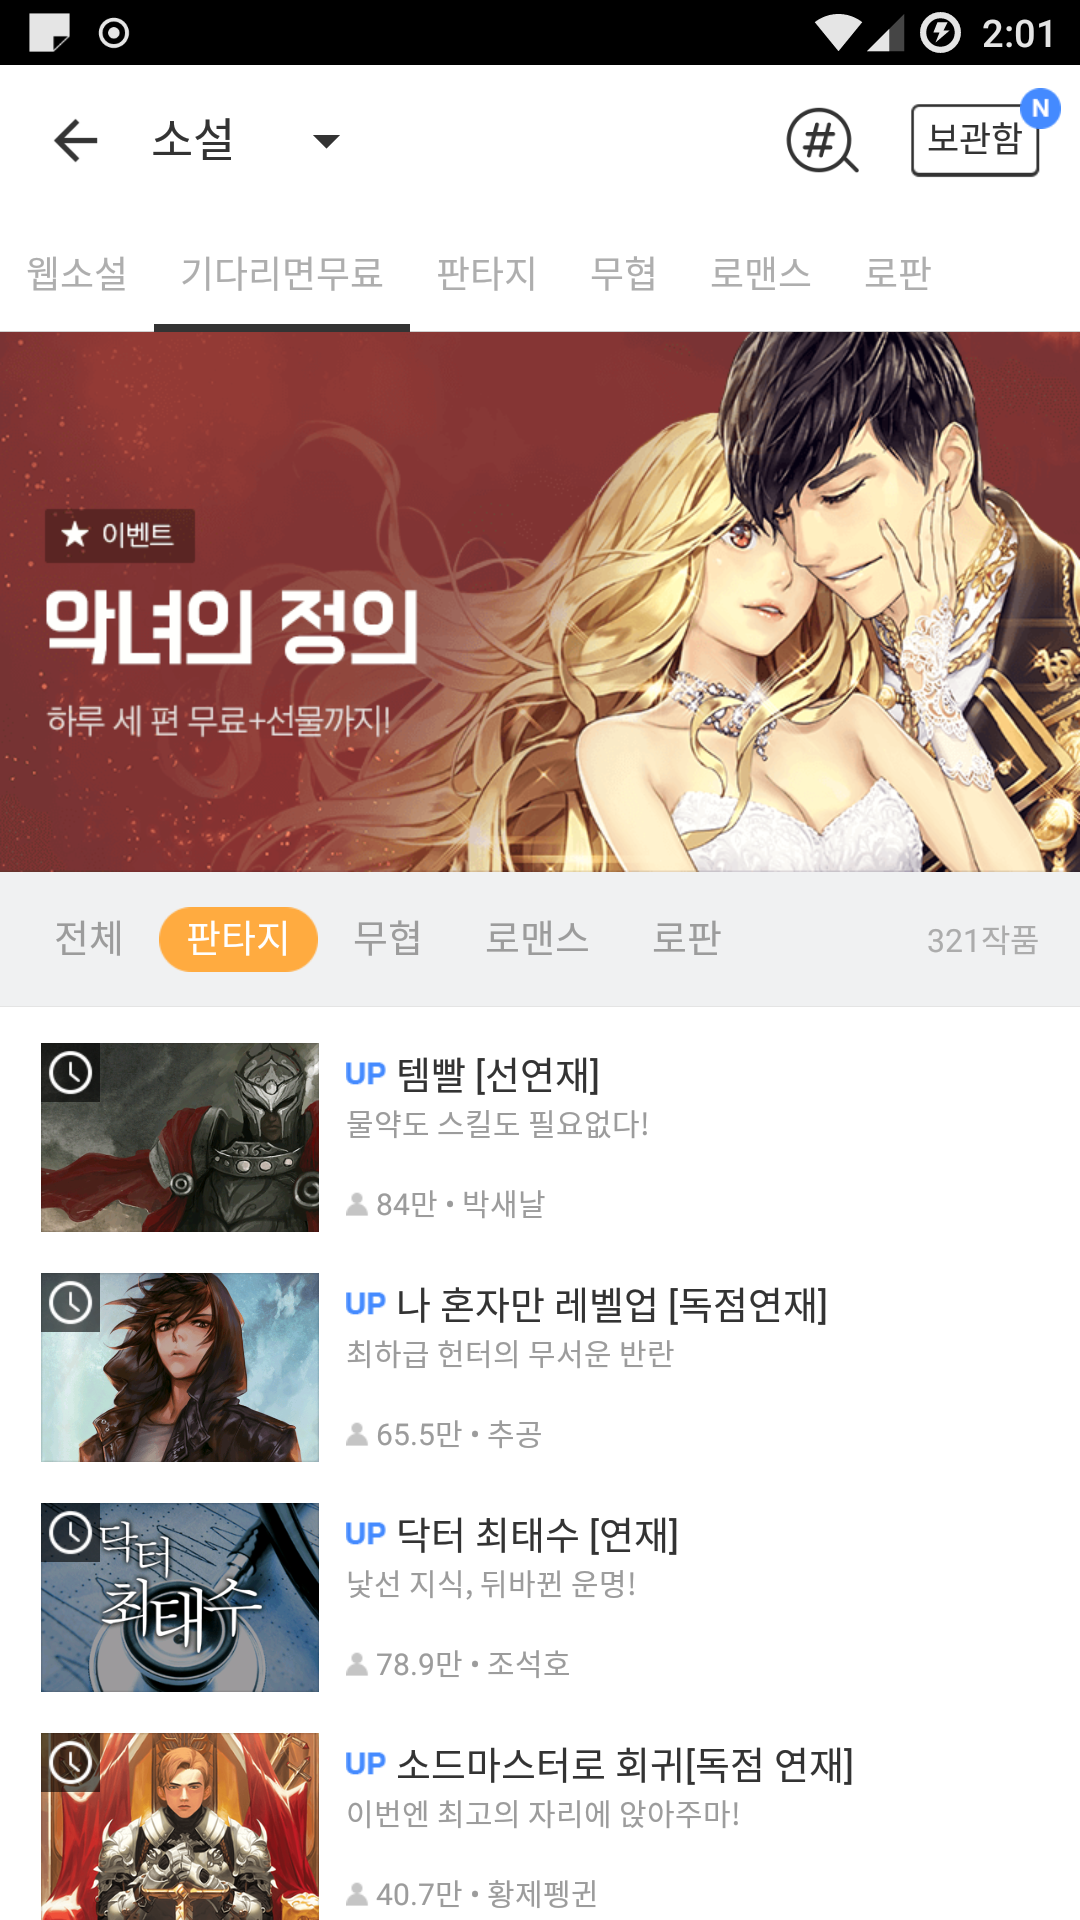 2:01
소설
#
보관함
N
웹소설 기다리면무료 판타지 무협 로맨스 로판
★ 이벤트
악녀의 정의
하루 세 편 무료+선물까지!
전체 판타지 무협 로맨스 로판 321작품
UP 템빨 [선연재]
물약도 스킬도 필요없다!
84만 • 박새날
UP 나 혼자만 레벨업 [독점연재]
최하급 헌터의 무서운 반란
65.5만 • 추공
닥터
최태수
UP 닥터 최태수 [연재]
낯선 지식, 뒤바뀐 운명!
78.9만 • 조석호
UP 소드마스터로 회귀[독점 연재]
이번엔 최고의 자리에 앉아주마!
40.7만 • 황제펭귄